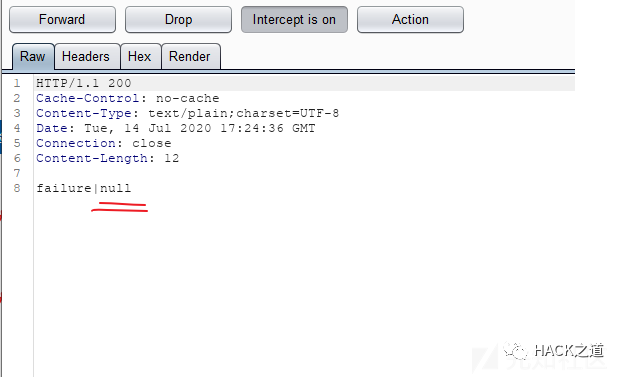 Forward Drop Intercept is on Action
Raw Headers Hex Render
1 HTTP/1.1 200
2 Cache-Control: no-cache
3 Content-Type: text/plain;charset=UTF-8
4 Date: Tue, 14 Jul 2020 17:24:36 GMT
5 Connection: close
6 Content-Length: 12
7
8 failure|null
HACK之道